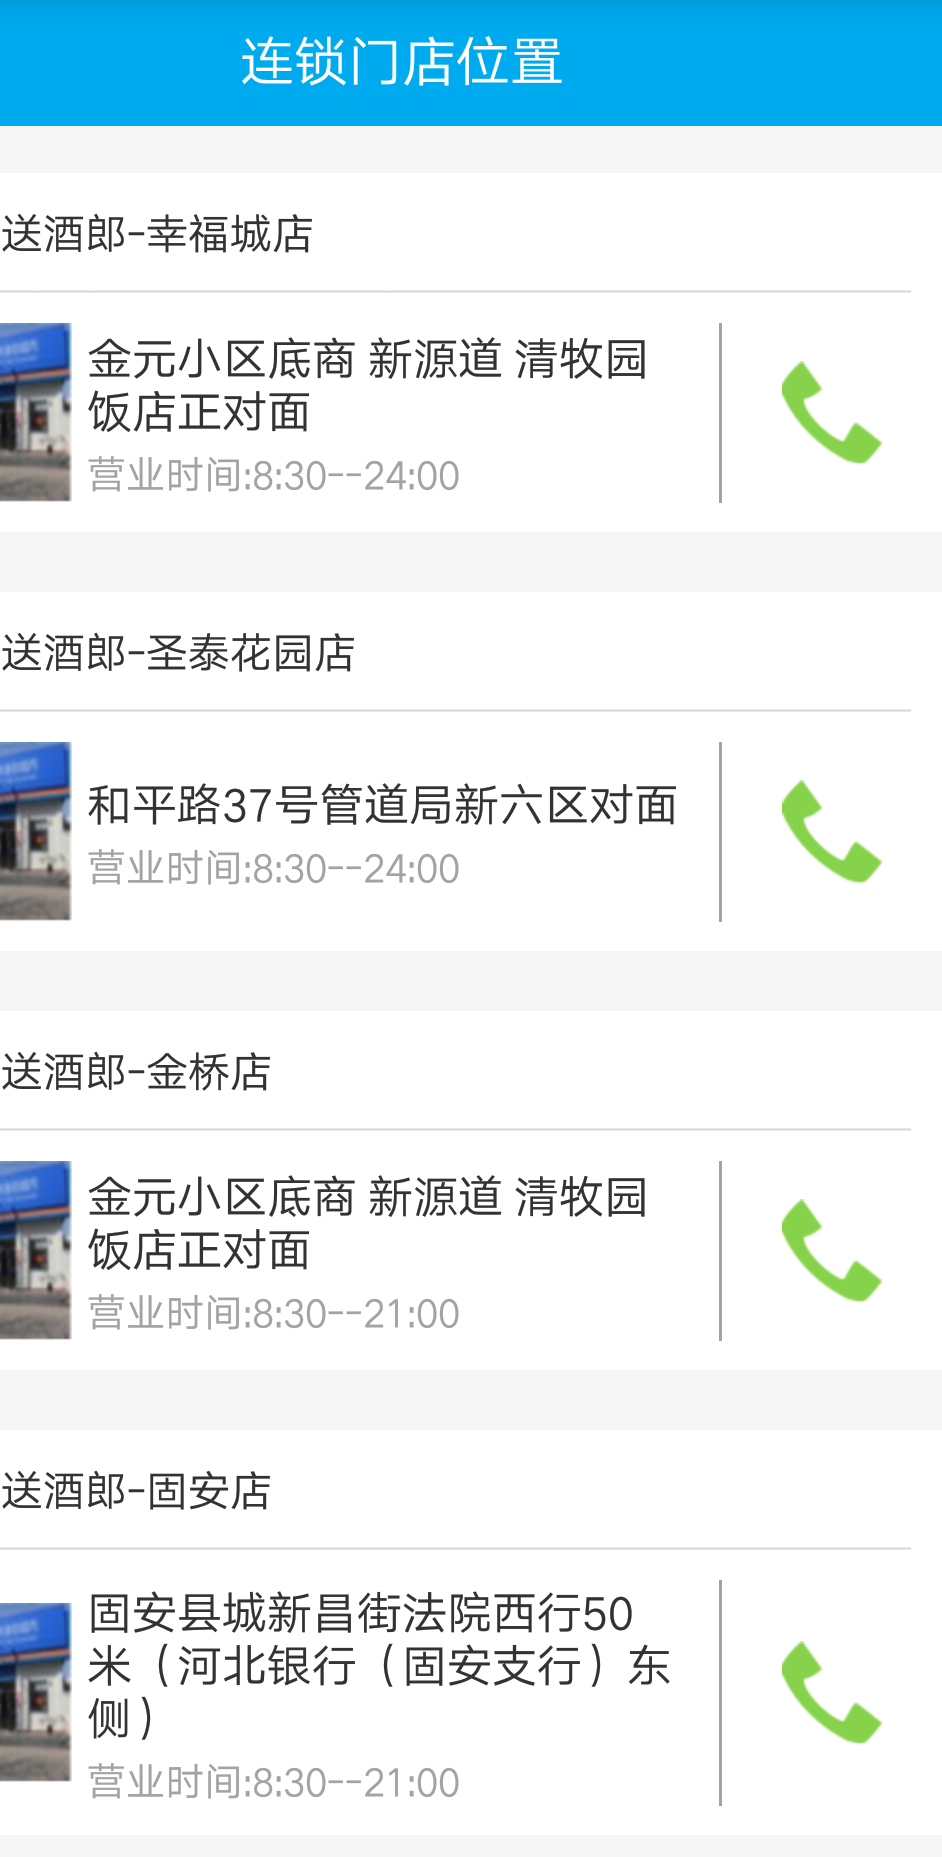 连锁门店位置
送酒郎-幸福城店
金元小区底商 新源道 清牧园
饭店正对面
营业时间:8:30--24:00
送酒郎-圣泰花园店
和平路37号管道局新六区对面
营业时间:8:30--24:00
送酒郎-金桥店
金元小区底商 新源道 清牧园
饭店正对面
营业时间:8:30--21:00
送酒郎-固安店
固安县城新昌街法院西行50
米（河北银行（固安支行）东
侧）
营业时间:8:30--21:00